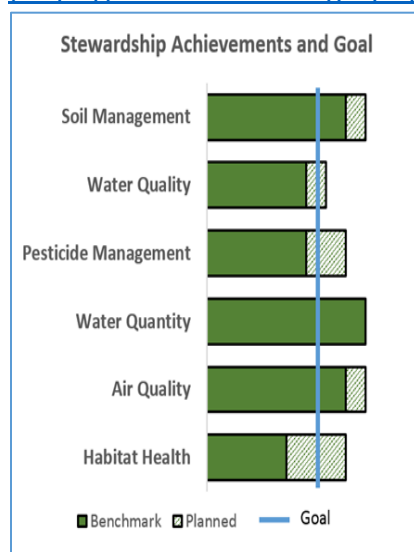 Stewardship Achievements and Goal
Soil Management
Water Quality
Pesticide Management
Water Quantity
Air Quality
Habitat Health
Benchmark Planned Goal